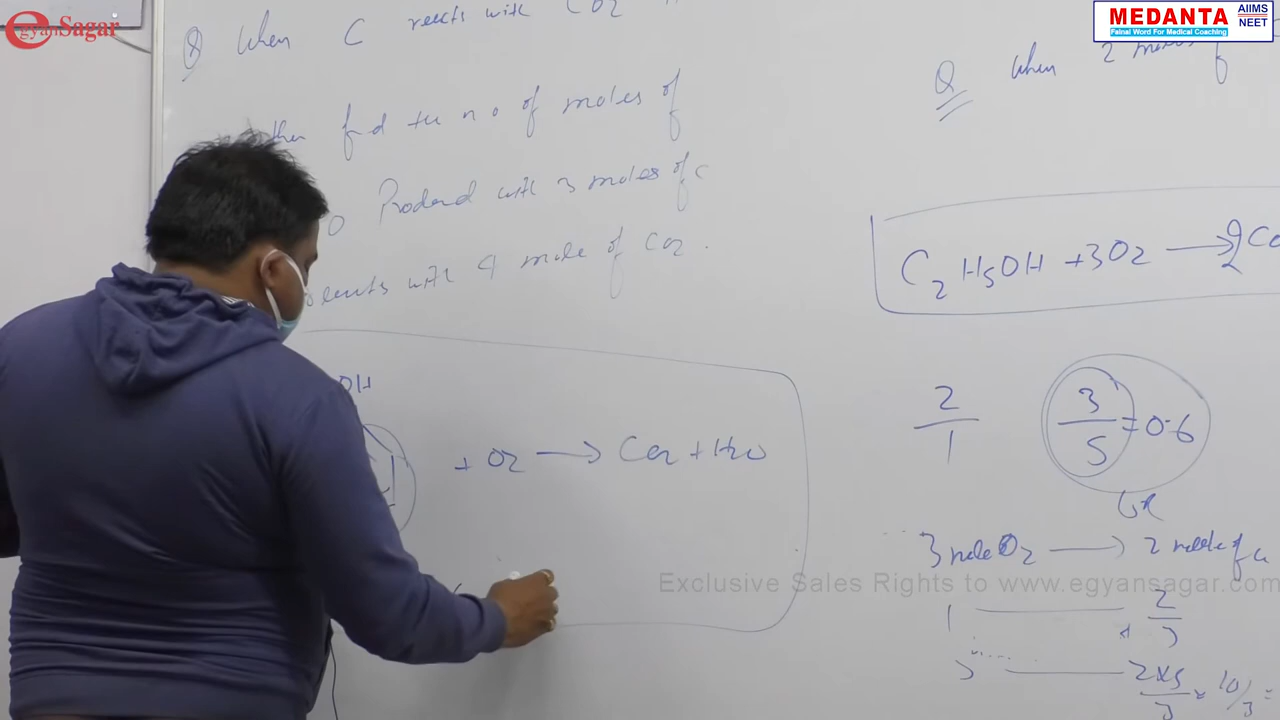 egyanSagar
MEDANTA AIIMS NEET
Fainal Word For Medical Coaching
Q When C reacts with CO2
then find the no of moles of
O Produced with 3 moles of C
reacts with 4 mole of CO2 .
OH
+ O2 → CO2 + H2O
Q When 2 moles of
C2H5OH + 3O2 → 2CO
2/1 3/5 = 0.6
3 mole O2 → 2 mole of
Exclusive Sales Rights to www.egyansagar.com
1 2/3
5 2x5/3 10/3 =